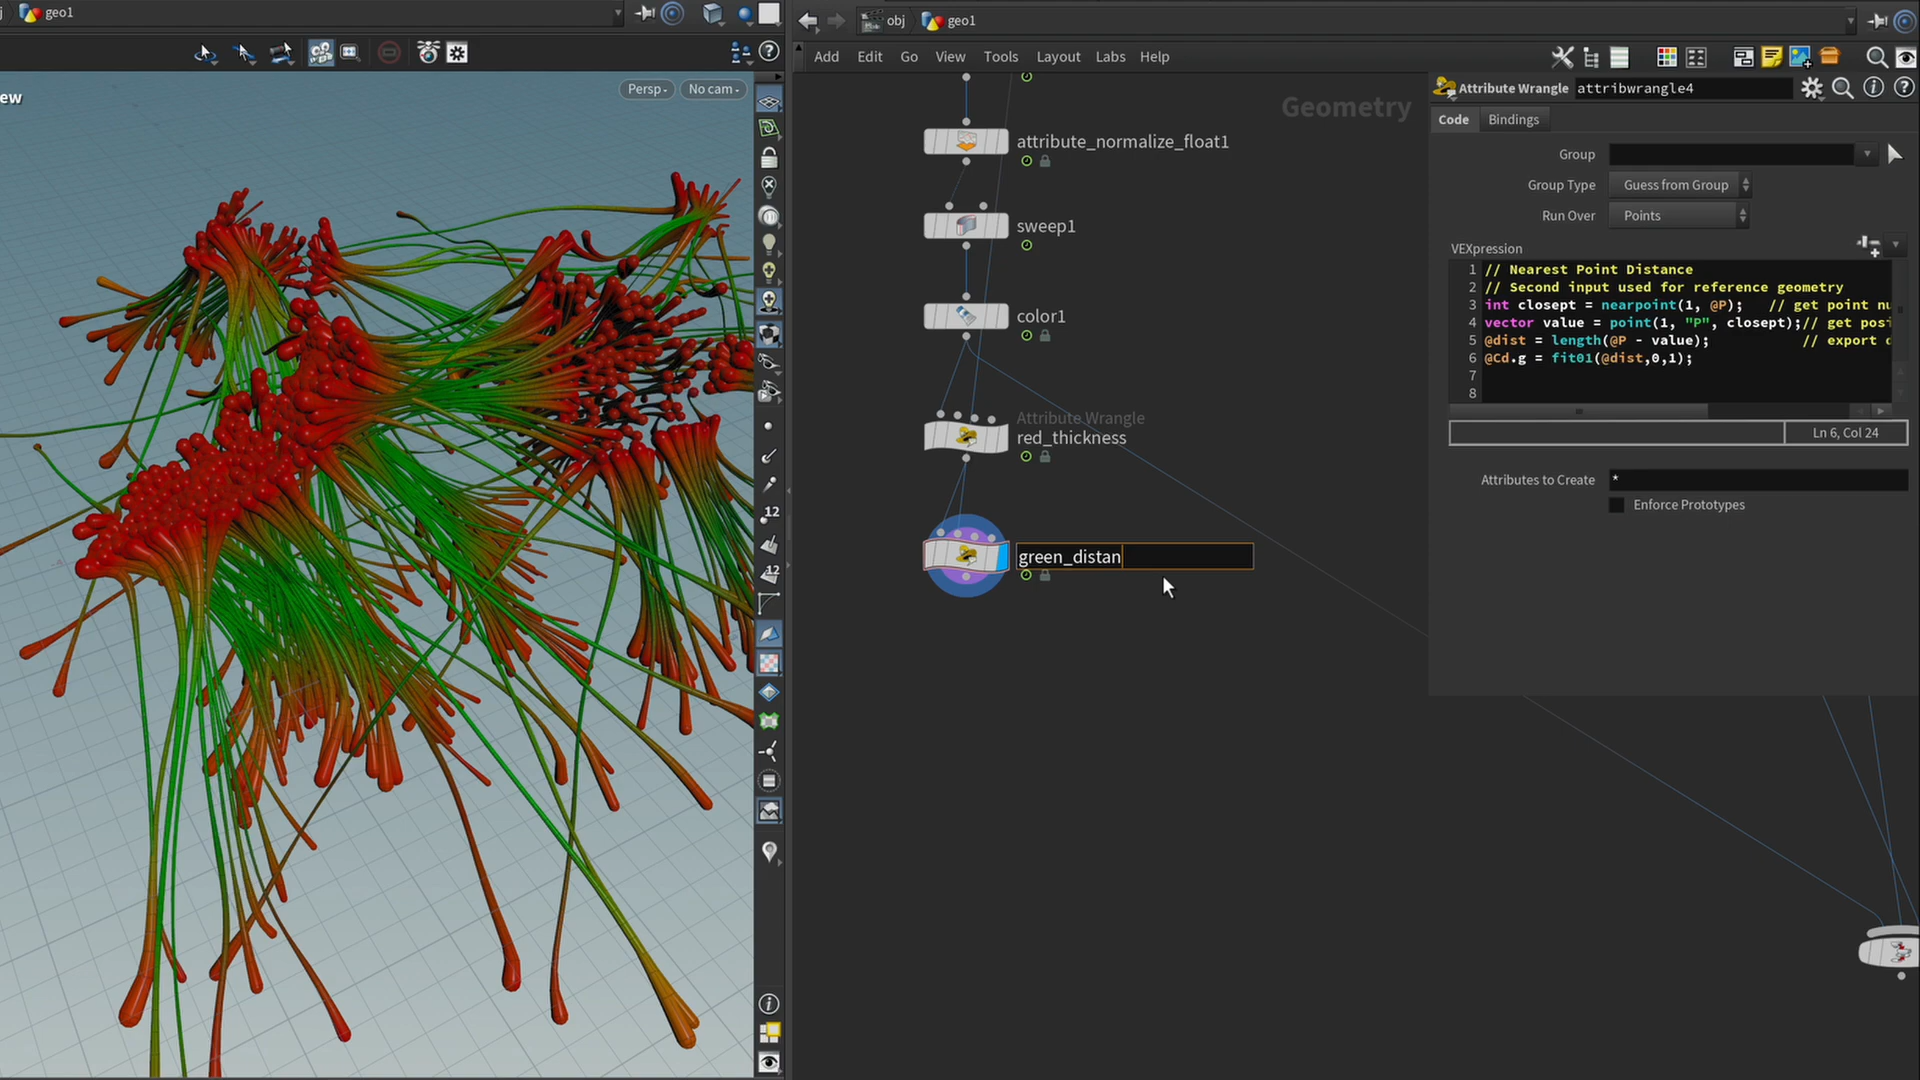 geo1
obj
geo1
Add Edit Go View Tools Layout Labs Help
ew
Persp
No cam
Geometry
attribute_normalize_float1
sweep1
color1
Attribute Wrangle
red_thickness
green_distan
12
12
Attribute Wrangle attribwrangle4
Code Bindings
Group
Group Type Guess from Group
Run Over Points
VEXpression
1 // Nearest Point Distance
2 // Second input used for reference geometry
3 int closept = nearpoint(1, @P); // get point nu
4 vector value = point(1, "P", closept);// get posi
5 @dist = length(@P - value); // export
6 @Cd.g = fit01(@dist,0,1);
7
8
Ln 6, Col 24
Attributes to Create *
Enforce Prototypes